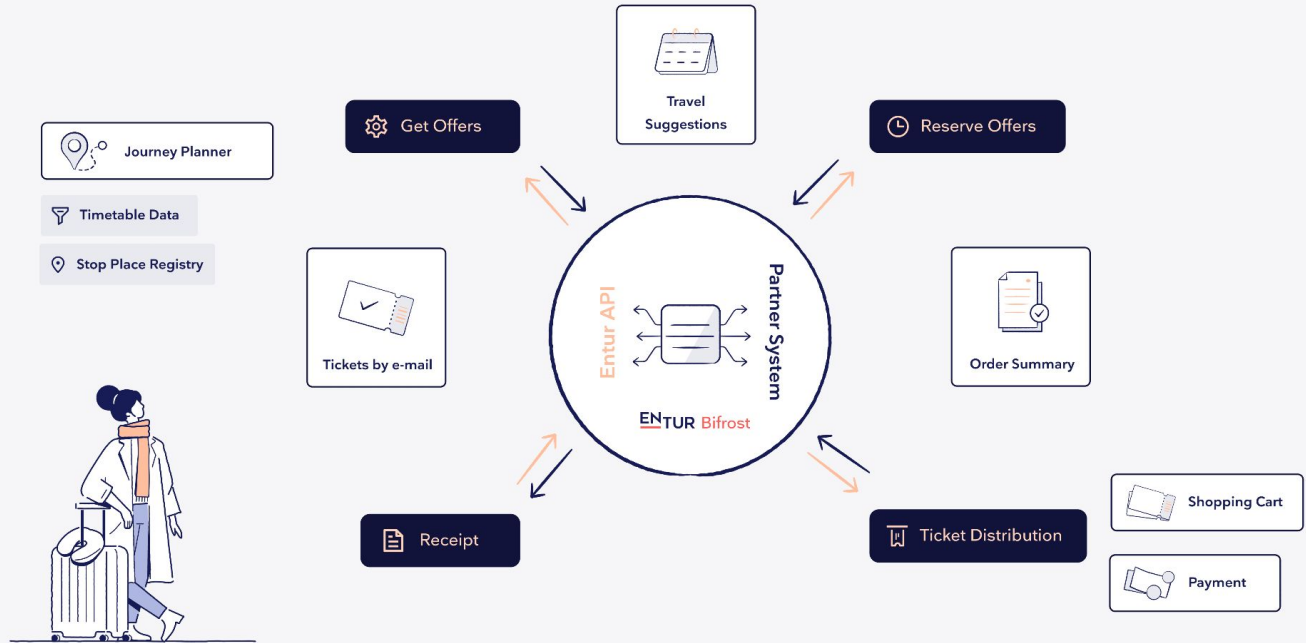 Travel
Suggestions
Get Offers
Reserve Offers
Journey Planner
Timetable Data
Stop Place Registry
Tickets by e-mail
Entur API
Partner System
ENTUR Bifrost
Order Summary
Receipt
Ticket Distribution
Shopping Cart
Payment